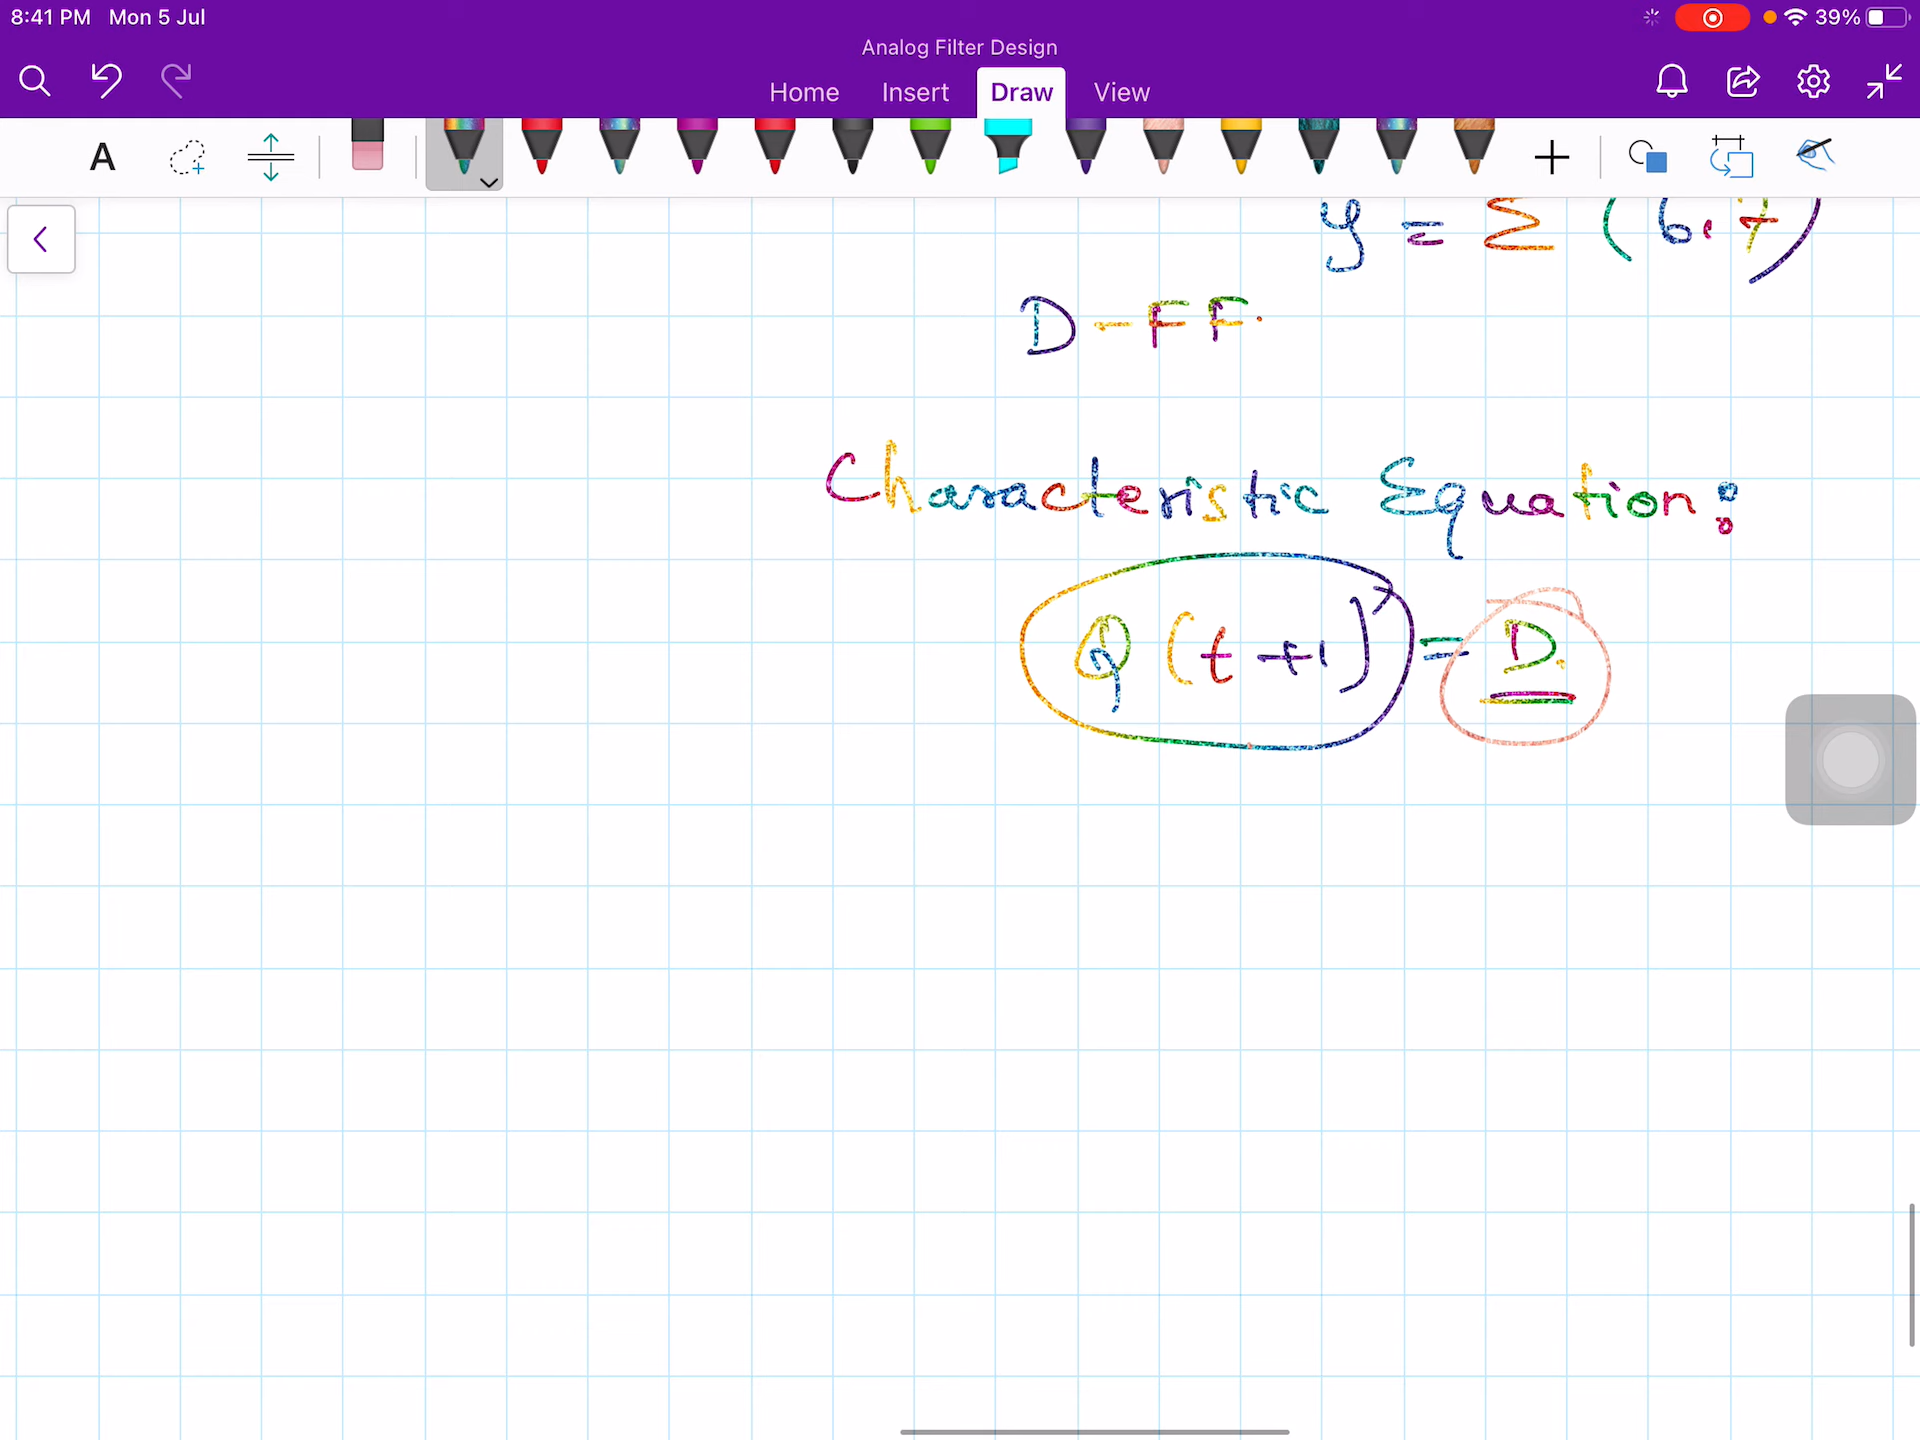 8:41 PM Mon 5 Jul
39%
Analog Filter Design
Home Insert Draw View
A
y = Σ (6,7)
D-FF.
Characteristic Equation:
Q(t+1) = D.